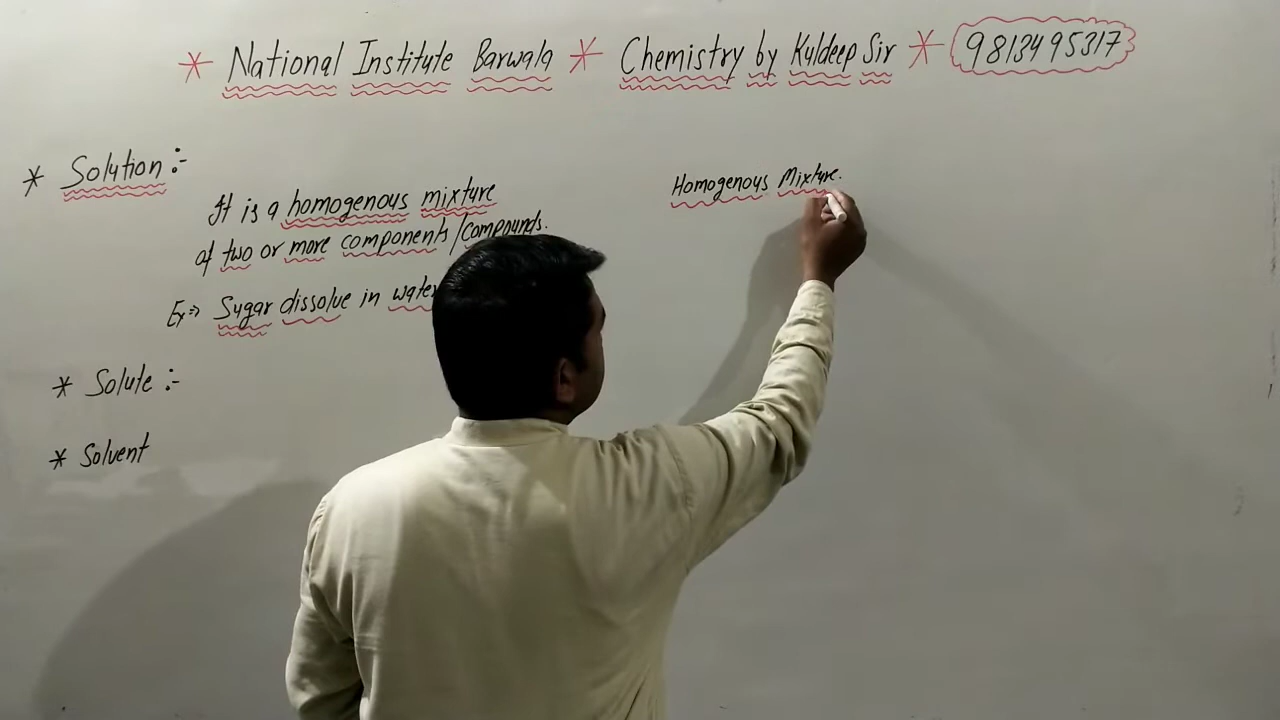 * National Institute Barwala * Chemistry by Kuldeep Sir * 9813495317
* Solution :-
It is a homogenous mixture
of two or more components/compounds.
Ex => Sugar dissolve in water
* Solute :-
* Solvent
Homogenous Mixture.